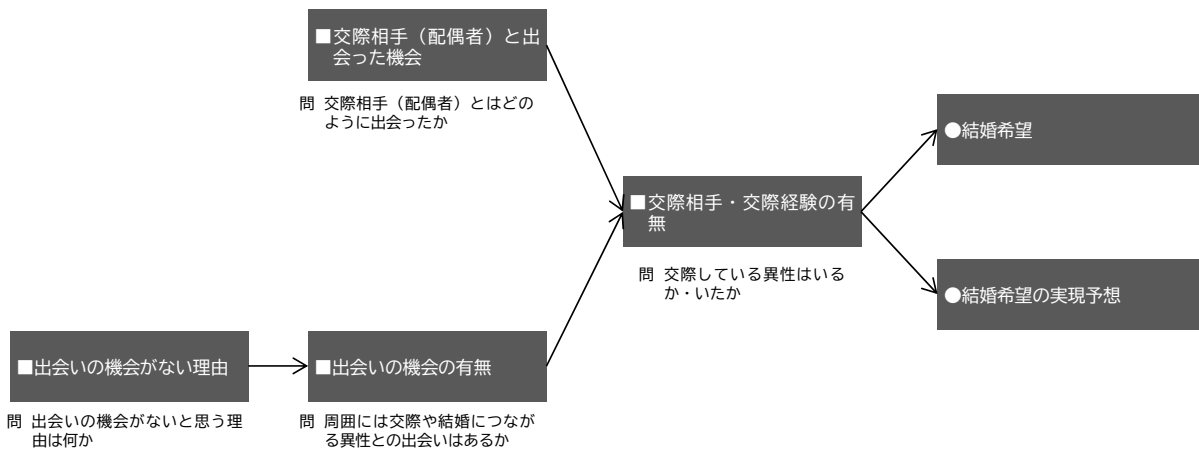 ■交際相手（配偶者）と出
会った機会
問 交際相手（配偶者）とはどの
ように出会ったか
●結婚希望
■交際相手・交際経験の有
無
問 交際している異性はいる
か・いたか
●結婚希望の実現予想
■出会いの機会がない理由
問 出会いの機会がないと思う理
由は何か
■出会いの機会の有無
問 周囲には交際や結婚につなが
る異性との出会いはあるか